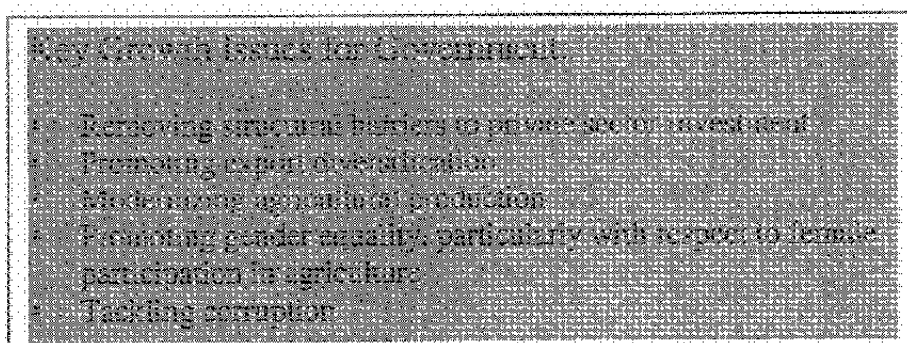 Key Growth Issues for Government:
• Removing structural barriers to private sector investment
• Promoting export diversification
• Modernizing agricultural production
• Promoting gender equality, particularly with respect to female
participation in agriculture
• Tackling corruption